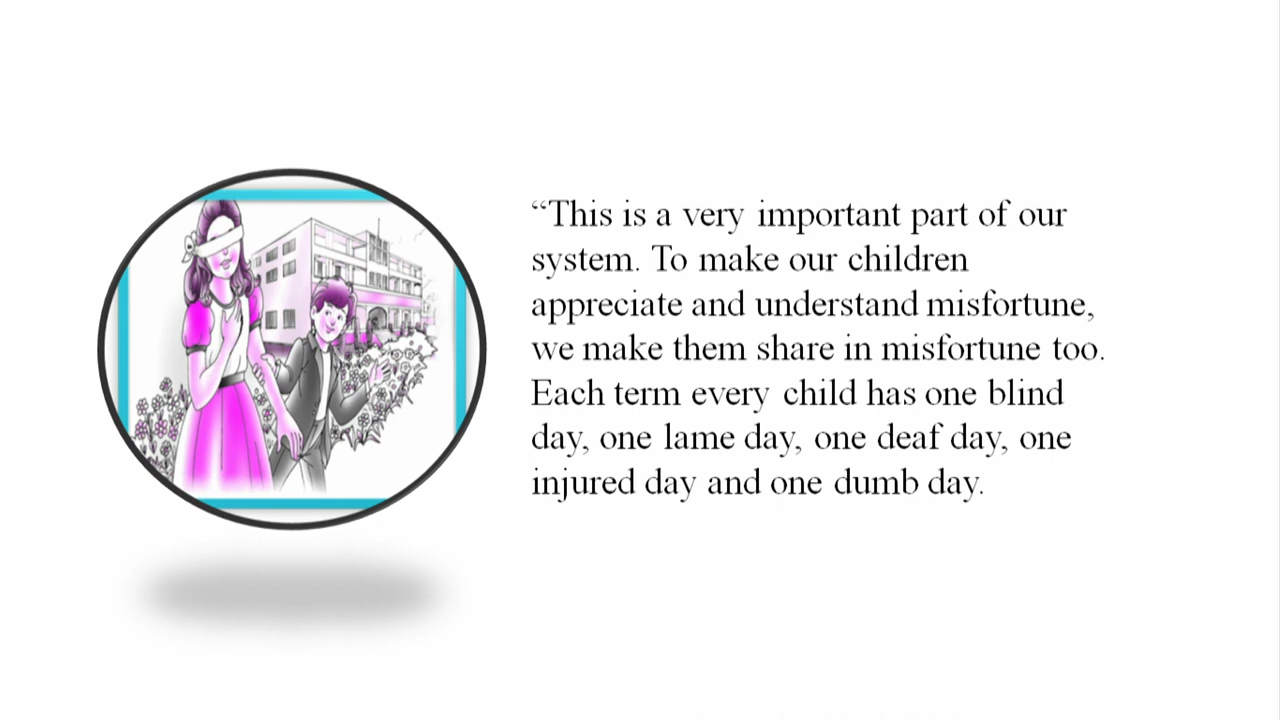 “This is a very important part of our
system. To make our children
appreciate and understand misfortune,
we make them share in misfortune too.
Each term every child has one blind
day, one lame day, one deaf day, one
injured day and one dumb day.